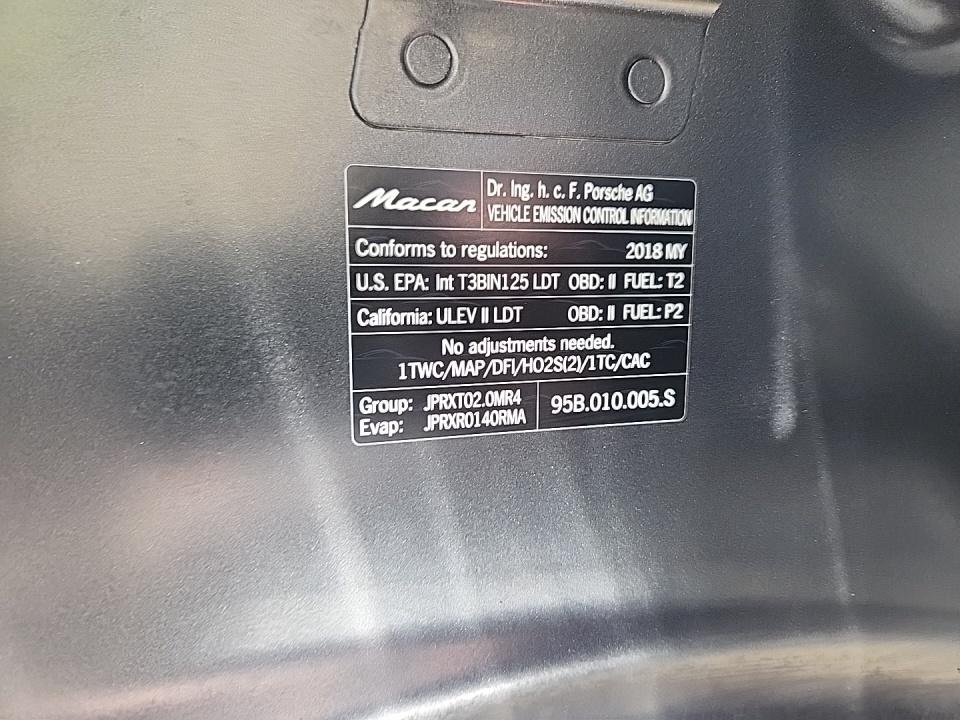 Macan
Dr. Ing. h. c. F. Porsche AG
VEHICLE EMISSION CONTROL INFORMATION
Conforms to regulations: 2018 MY
U.S. EPA: Int T3BIN125 LDT OBD: II FUEL: T2
California: ULEV II LDT OBD: II FUEL: P2
No adjustments needed.
1TWC/MAP/DFI/HO2S(2)/1TC/CAC
Group: JPRXT02.0MR4
Evap: JPRXR0140RMA
95B.010.005.S